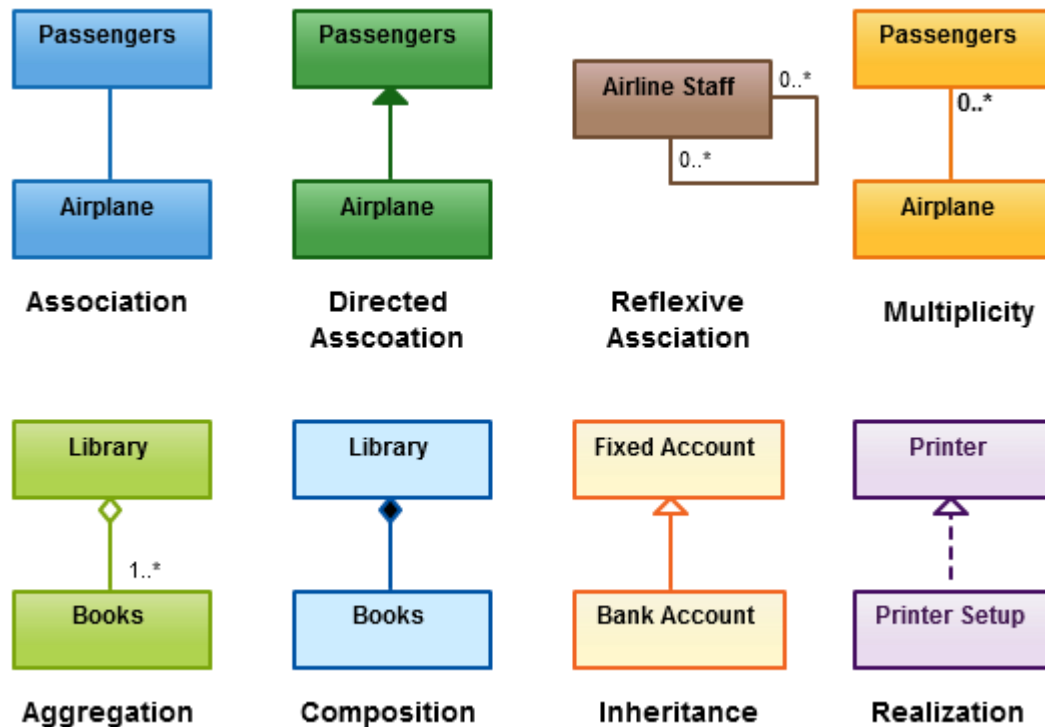 Passengers
Airplane
Association
Passengers
Airplane
Directed
Asscoation
Airline Staff
0..*
0..*
Reflexive
Assciation
Passengers
0..*
Airplane
Multiplicity
Library
1..*
Books
Aggregation
Library
Books
Composition
Fixed Account
Bank Account
Inheritance
Printer
Printer Setup
Realization